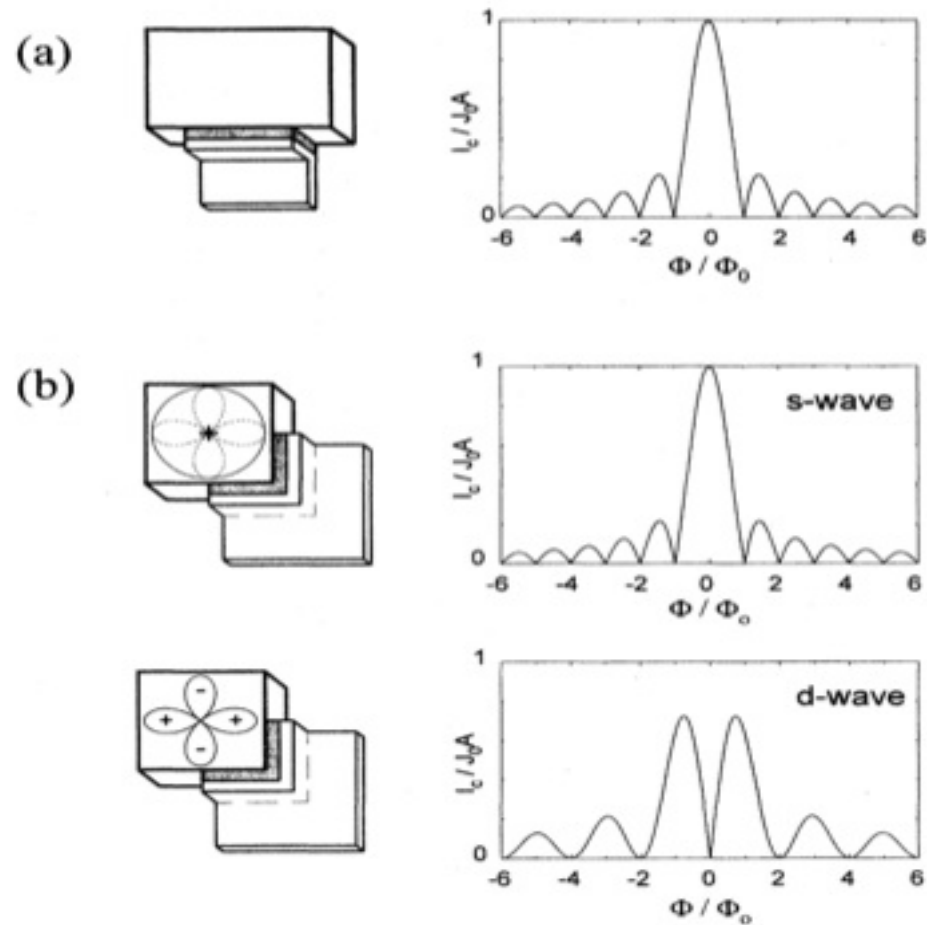 (a)
1
I_c / J_0A
0
-6 -4 -2 0 2 4 6
Φ / Φ_0
(b)
+
1
s-wave
I_c / J_0A
0
-6 -4 -2 0 2 4 6
Φ / Φ_o
-
+ +
-
1
d-wave
I_c / J_0A
0
-6 -4 -2 0 2 4 6
Φ / Φ_o